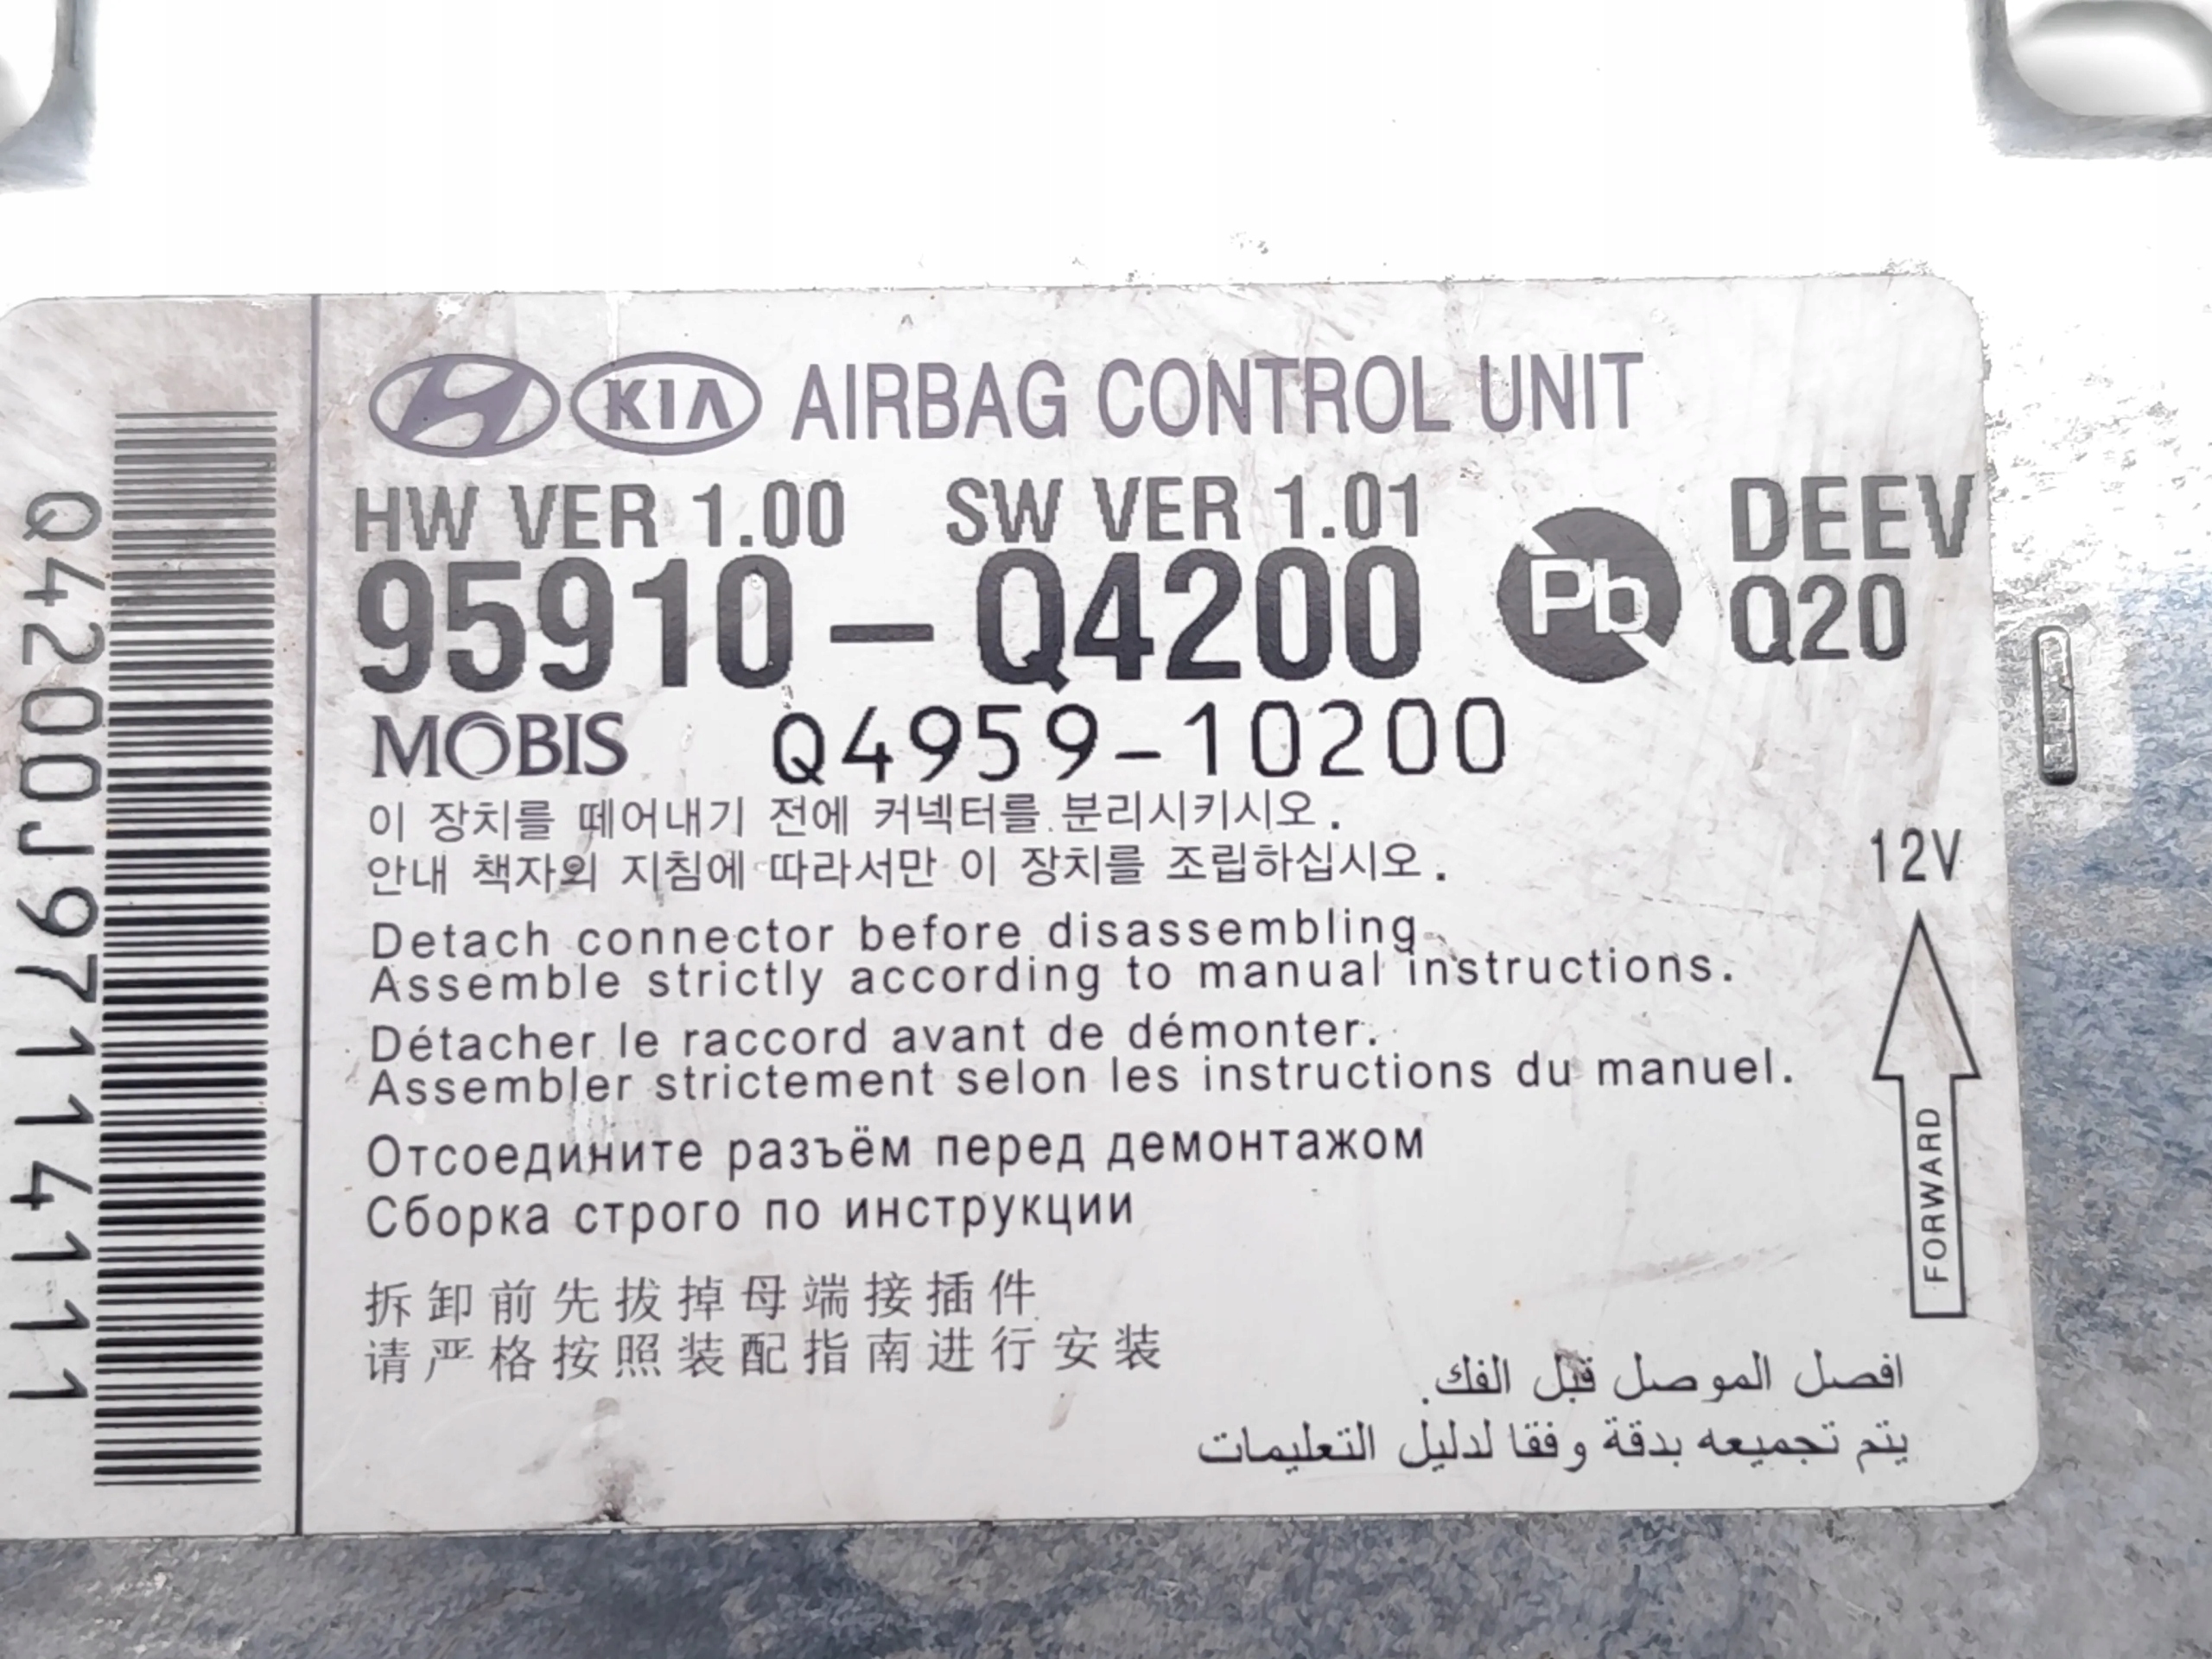 Q4200J971141111
KIA AIRBAG CONTROL UNIT
HW VER 1.00 SW VER 1.01
95910-Q4200
Pb
DEEV
Q20
MOBIS Q4959-10200
이 장치를 떼어내기 전에 커넥터를 분리시키시오.
안내 책자의 지침에 따라서만 이 장치를 조립하십시오.
12V
Detach connector before disassembling.
Assemble strictly according to manual instructions.
Détacher le raccord avant de démonter.
Assembler strictement selon les instructions du manuel.
FORWARD
Отсоедините разъём перед демонтажом
Сборка строго по инструкции
拆卸前先拔掉母端接插件
请严格按照装配指南进行安装
افصل الموصل قبل الفك.
يتم تجميعه بدقة وفقا لدليل التعليمات